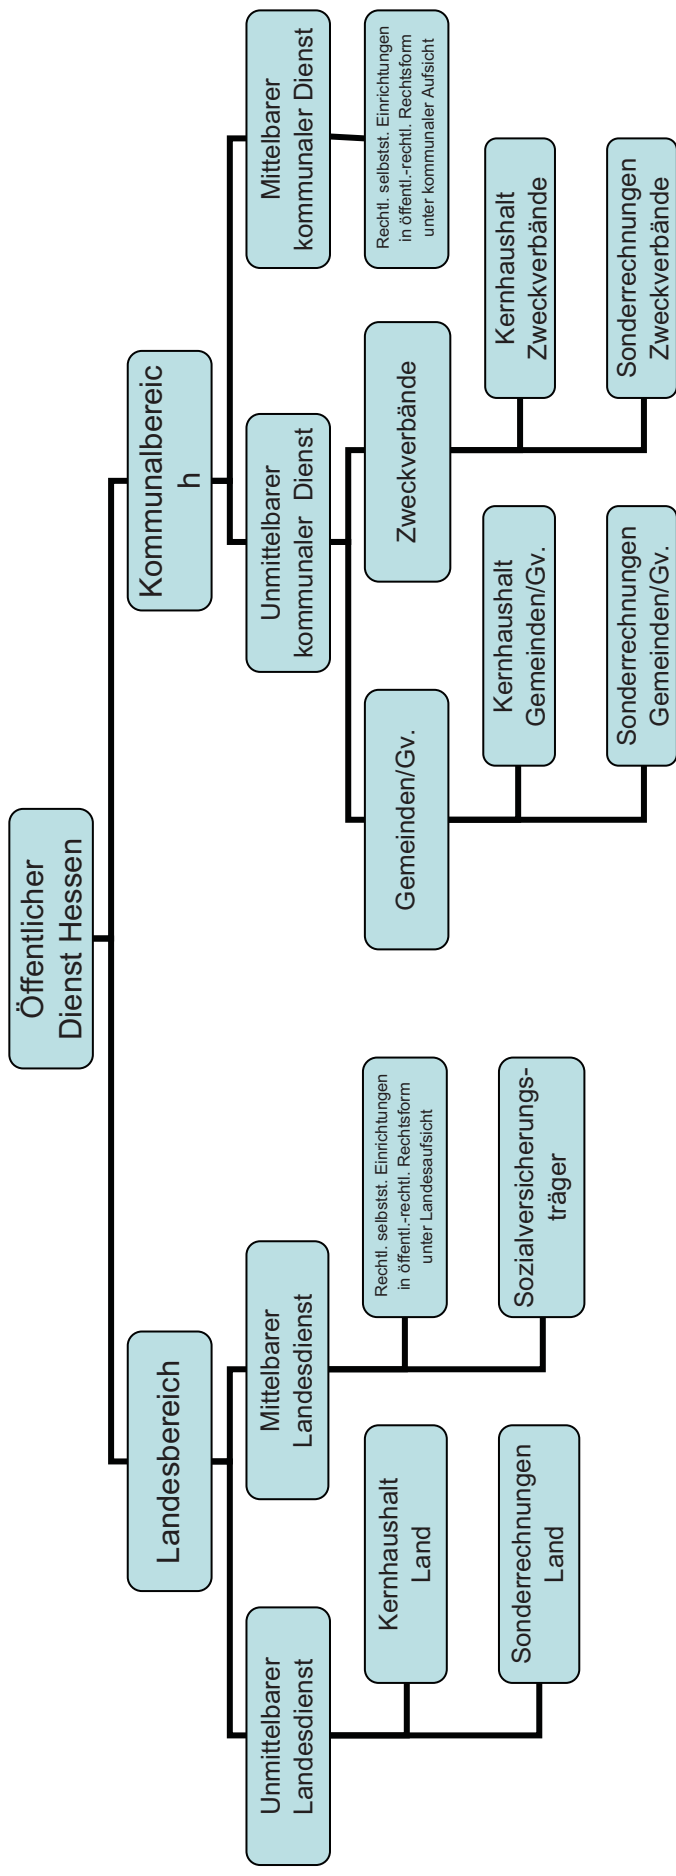 Öffentlicher
Dienst Hessen
Landesbereich
Kommunalbereic
h
Unmittelbarer
Landesdienst
Mittelbarer
Landesdienst
Unmittelbarer
kommunaler Dienst
Mittelbarer
kommunaler Dienst
Kernhaushalt
Land
Rechtl. selbstst. Einrichtungen
in öffentl.-rechtl. Rechtsform
unter Landesaufsicht
Gemeinden/Gv.
Zweckverbände
Rechtl. selbstst. Einrichtungen
in öffentl.-rechtl. Rechtsform
unter kommunaler Aufsicht
Sonderrechnungen
Land
Sozialversicherungs-
träger
Kernhaushalt
Gemeinden/Gv.
Kernhaushalt
Zweckverbände
Sonderrechnungen
Gemeinden/Gv.
Sonderrechnungen
Zweckverbände